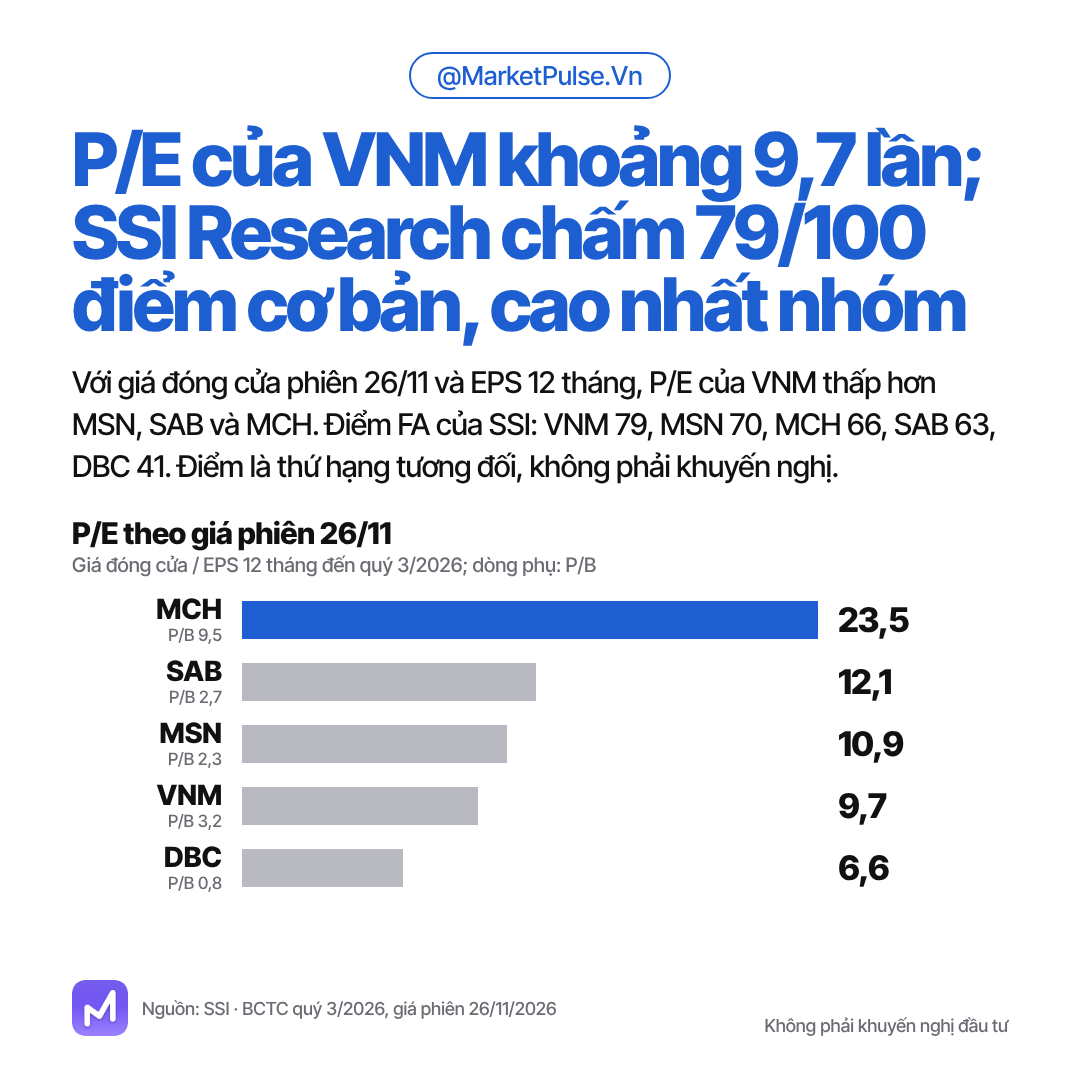 @MarketPulse.Vn
P/E của VNM khoảng 9,7 lần;
SSI Research chấm 79/100
điểm cơ bản, cao nhất nhóm
Với giá đóng cửa phiên 26/11 và EPS 12 tháng, P/E của VNM thấp hơn
MSN, SAB và MCH. Điểm FA của SSI: VNM 79, MSN 70, MCH 66, SAB 63,
DBC 41. Điểm là thứ hạng tương đối, không phải khuyến nghị.
P/E theo giá phiên 26/11
Giá đóng cửa / EPS 12 tháng đến quý 3/2026; dòng phụ: P/B
MCH
P/B 9,5
23,5
SAB
P/B 2,7
12,1
MSN
P/B 2,3
10,9
VNM
P/B 3,2
9,7
DBC
P/B 0,8
6,6
Nguồn: SSI · BCTC quý 3/2026, giá phiên 26/11/2026
Không phải khuyến nghị đầu tư